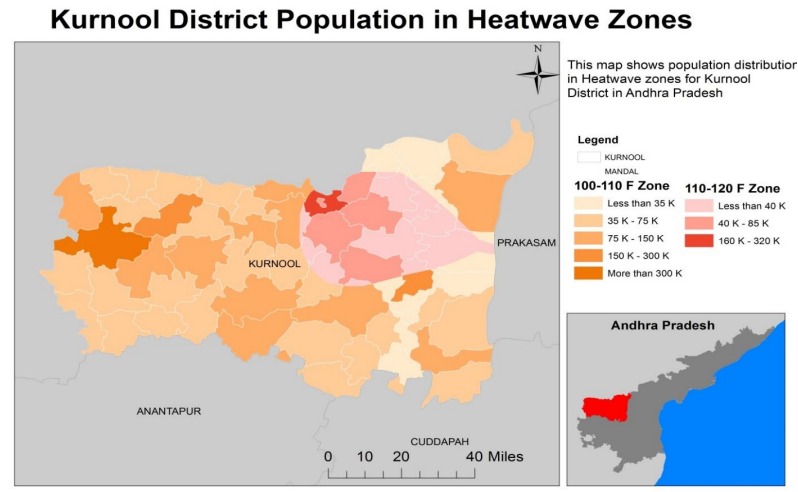 Kurnool District Population in Heatwave Zones
N
This map shows population distribution
in Heatwave zones for Kurnool
District in Andhra Pradesh
Legend
KURNOOL
MANDAL
100-110 F Zone
Less than 35 K
35 K - 75 K
75 K - 150 K
150 K - 300 K
More than 300 K
110-120 F Zone
Less than 40 K
40 K - 85 K
160 K - 320 K
PRAKASAM
KURNOOL
ANANTAPUR
CUDDAPAH
0 10 20 40 Miles
Andhra Pradesh